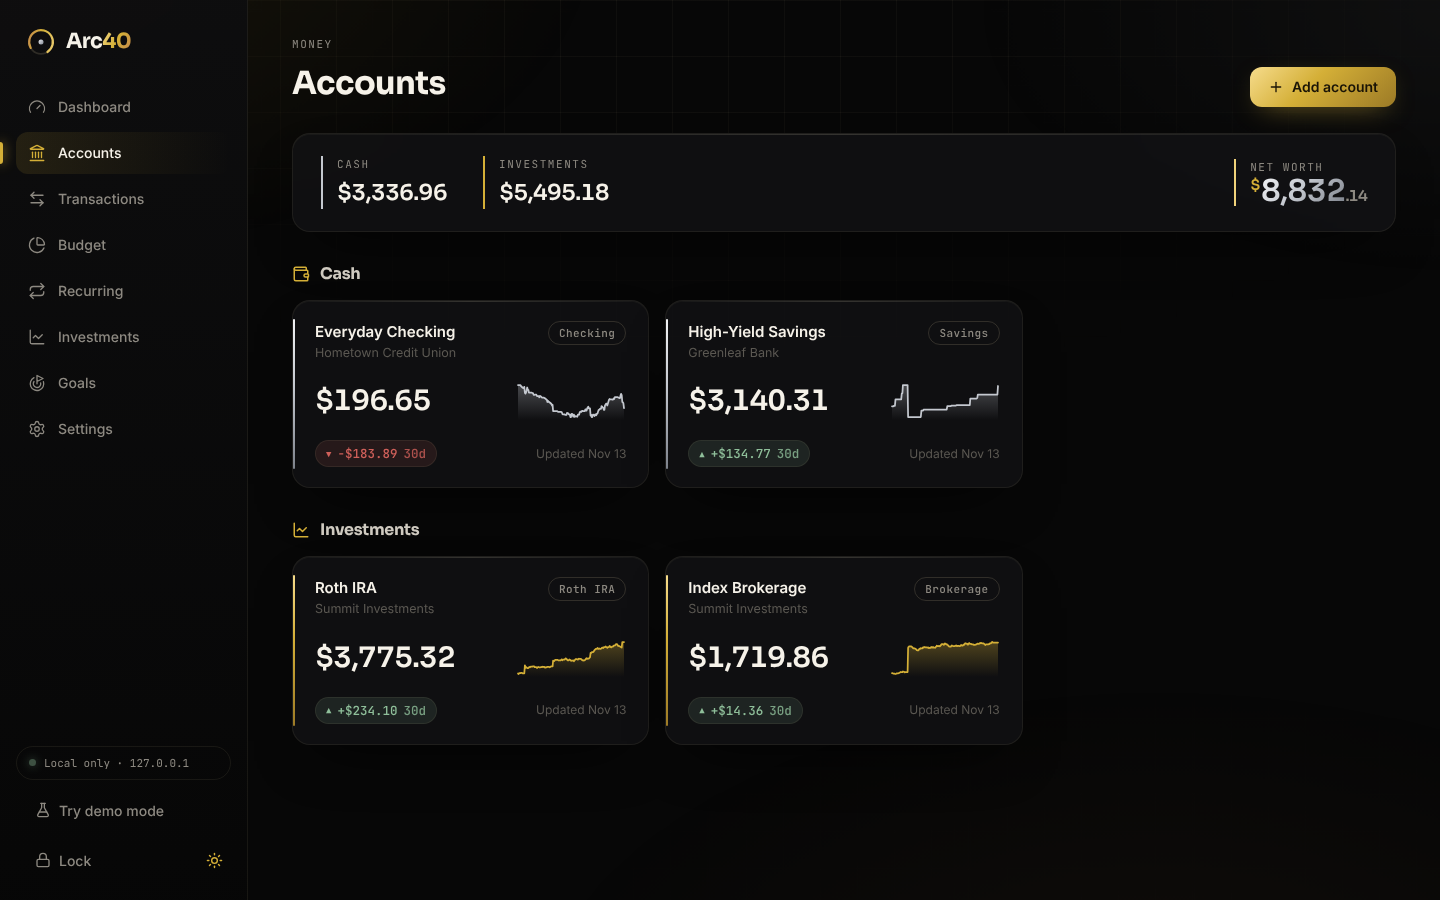 Arc40
Dashboard
Accounts
Transactions
Budget
Recurring
Investments
Goals
Settings
Local only · 127.0.0.1
Try demo mode
Lock
MONEY
Accounts
+ Add account
CASH
$3,336.96
INVESTMENTS
$5,495.18
NET WORTH
$8,832.14
Cash
Everyday Checking
Checking
Hometown Credit Union
$196.65
▼ -$183.89 30d
Updated Nov 13
High-Yield Savings
Savings
Greenleaf Bank
$3,140.31
▲ +$134.77 30d
Updated Nov 13
Investments
Roth IRA
Roth IRA
Summit Investments
$3,775.32
▲ +$234.10 30d
Updated Nov 13
Index Brokerage
Brokerage
Summit Investments
$1,719.86
▲ +$14.36 30d
Updated Nov 13